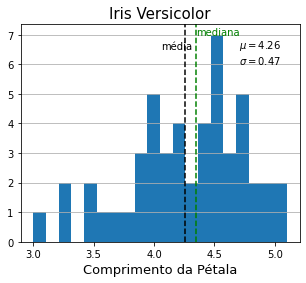 Iris Versicolor
mediana
média
μ = 4.26
σ = 0.47
7
6
5
4
3
2
1
0
3.0 3.5 4.0 4.5 5.0
Comprimento da Pétala